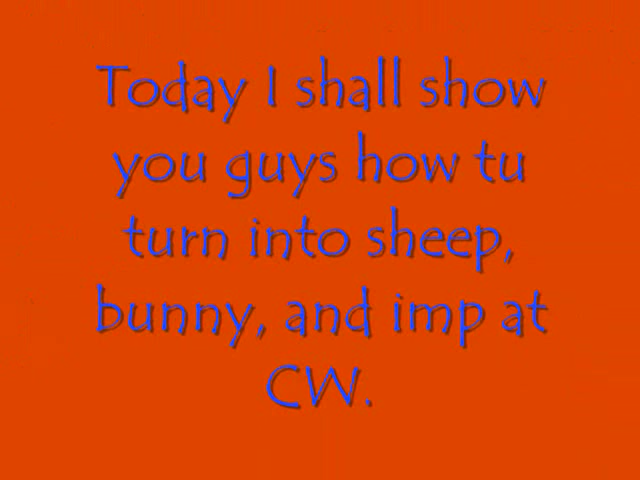 Today I shall show
you guys how tu
turn into sheep,
bunny, and imp at
CW.